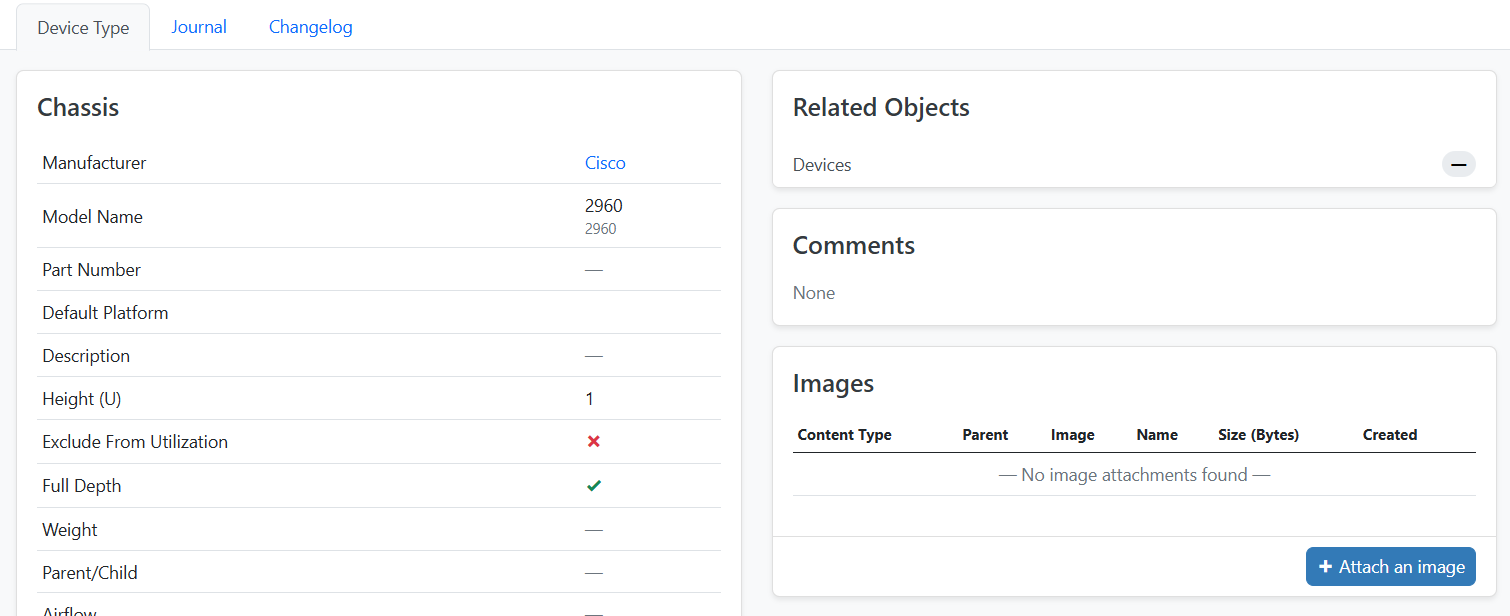 Device Type
Journal
Changelog
Chassis
Manufacturer
Cisco
Model Name
2960
2960
Part Number
—
Default Platform
Description
—
Height (U)
1
Exclude From Utilization
Full Depth
Weight
—
Parent/Child
—
Airflow
—
Related Objects
Devices
—
Comments
None
Images
Content Type Parent Image Name Size (Bytes) Created
— No image attachments found —
Attach an image